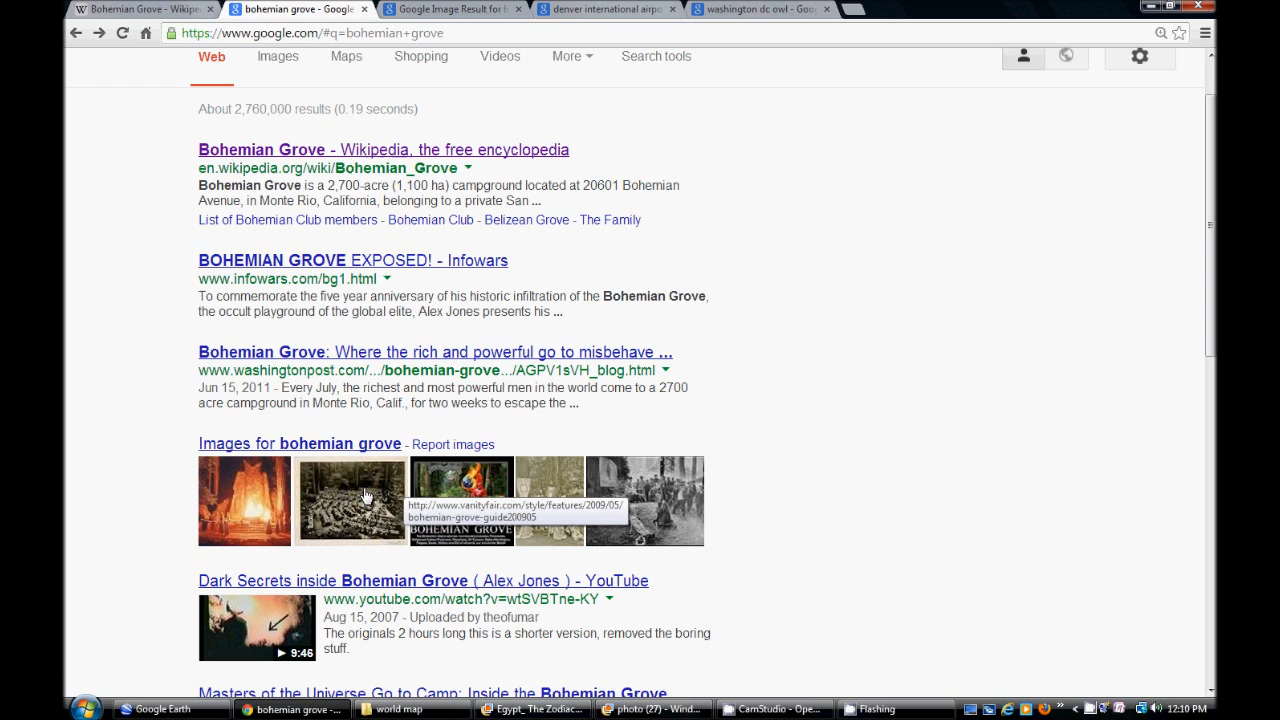 Bohemian Grove - Wikipe
bohemian grove - Google
Google Image Result for
denver international airpo
washington dc owl - Goo
https://www.google.com/#q=bohemian+grove
Web Images Maps Shopping Videos More Search tools
About 2,760,000 results (0.19 seconds)
Bohemian Grove - Wikipedia, the free encyclopedia
en.wikipedia.org/wiki/Bohemian_Grove
Bohemian Grove is a 2,700-acre (1,100 ha) campground located at 20601 Bohemian
Avenue, in Monte Rio, California, belonging to a private San ...
List of Bohemian Club members - Bohemian Club - Belizean Grove - The Family
BOHEMIAN GROVE EXPOSED! - Infowars
www.infowars.com/bg1.html
To commemorate the five year anniversary of his historic infiltration of the Bohemian Grove,
the occult playground of the global elite, Alex Jones presents his ...
Bohemian Grove: Where the rich and powerful go to misbehave ...
www.washingtonpost.com/.../bohemian-grove.../AGPV1sVH_blog.html
Jun 15, 2011 - Every July, the richest and most powerful men in the world come to a 2700
acre campground in Monte Rio, Calif., for two weeks to escape the ...
Images for bohemian grove - Report images
http://www.vanityfair.com/style/features/2009/05/
bohemian-grove-guide200905
BOHEMIAN GROVE
Dark Secrets inside Bohemian Grove ( Alex Jones ) - YouTube
www.youtube.com/watch?v=wtSVBTne-KY
Aug 15, 2007 - Uploaded by theofumar
The originals 2 hours long this is a shorter version, removed the boring
stuff.
9:46
Masters of the Universe Go to Camp: Inside the Bohemian Grove
Google Earth
bohemian grove -...
world map
Egypt_ The Zodiac...
photo (27) - Wind...
CamStudio - Ope...
Flashing
12:10 PM